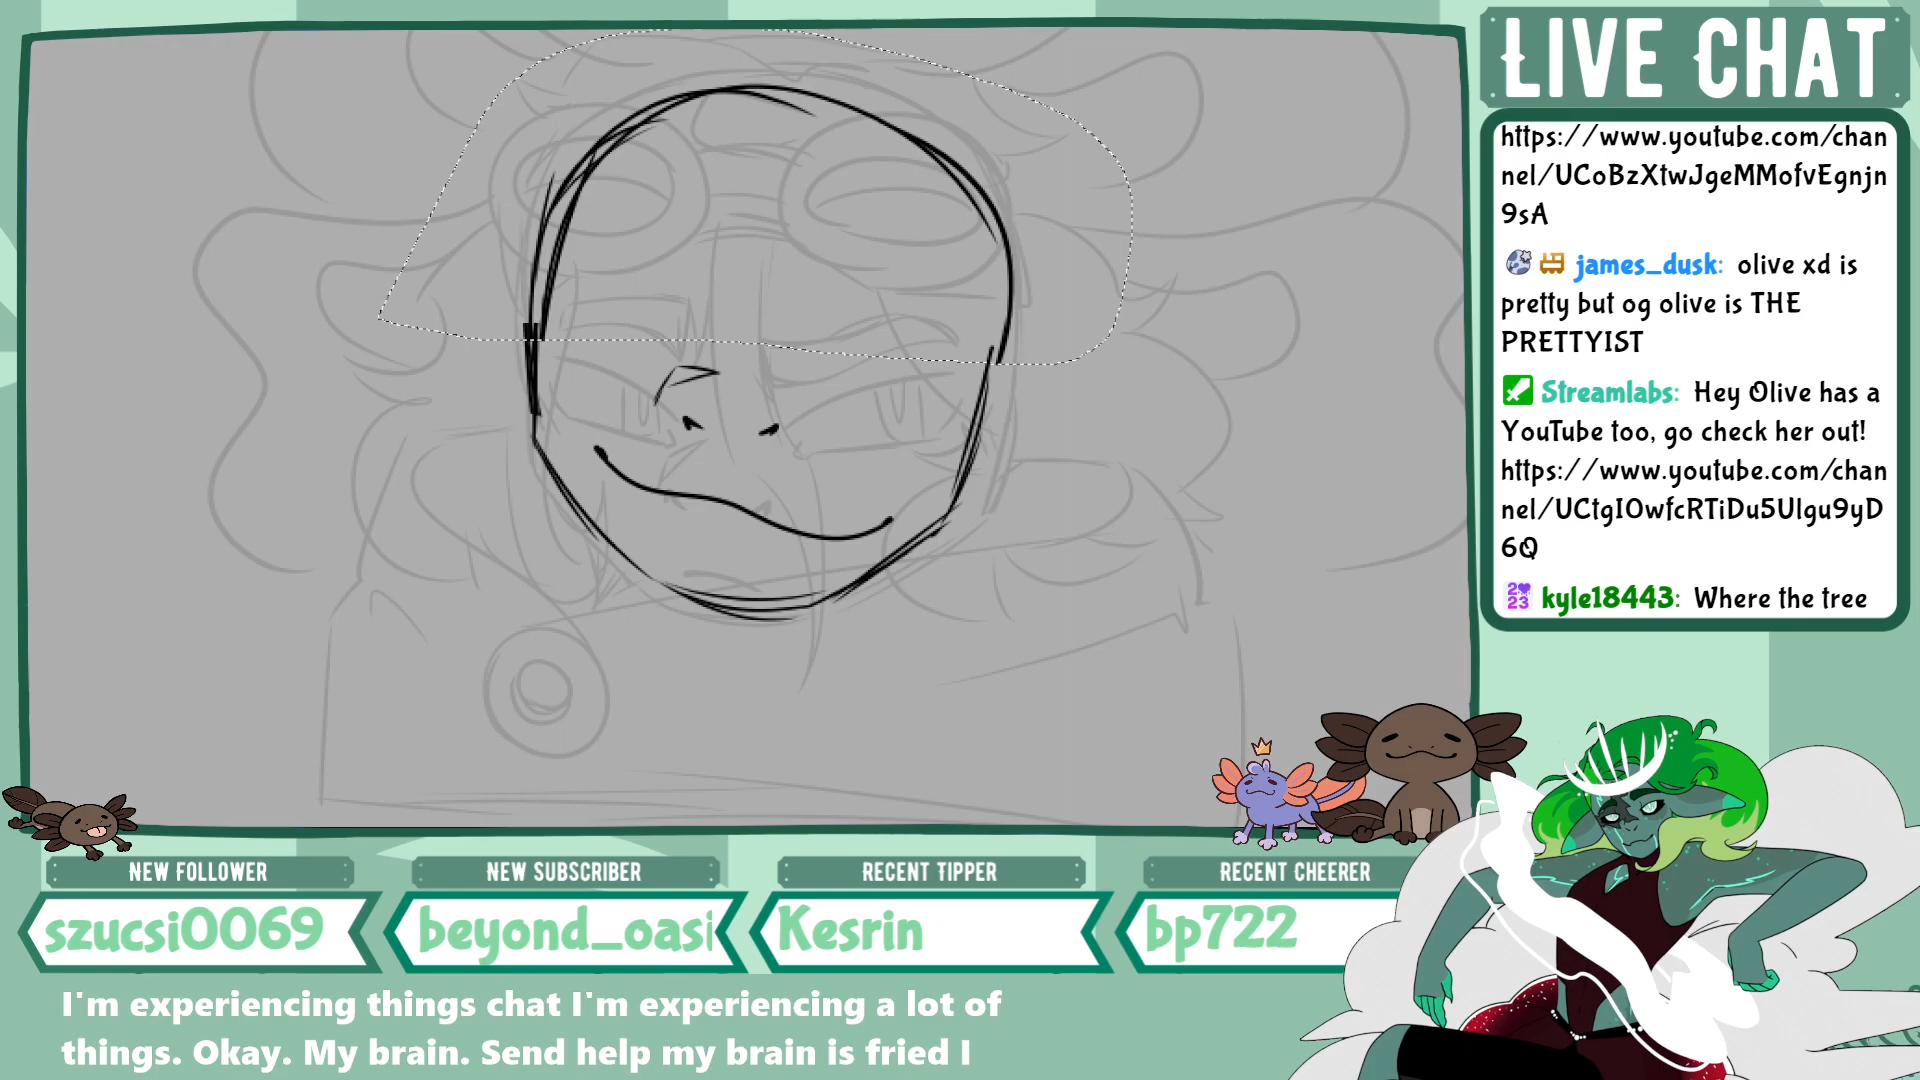 LIVE CHAT
https://www.youtube.com/chan
nel/UCoBzXtwJgeMMofvEgnjn
9sA
james_dusk: olive xd is
pretty but og olive is THE
PRETTYIST
Streamlabs: Hey Olive has a
YouTube too, go check her out!
https://www.youtube.com/chan
nel/UCtgIOwfcRTiDu5Ulgu9yD
6Q
2023 kyle18443: Where the tree
NEW FOLLOWER
NEW SUBSCRIBER
RECENT TIPPER
RECENT CHEERER
szucsi0069
beyond_oasi
Kesrin
bp722
I'm experiencing things chat I'm experiencing a lot of
things. Okay. My brain. Send help my brain is fried I